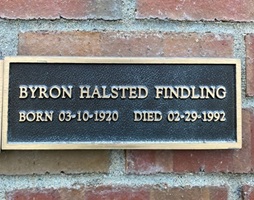 BYRON HALSTED FINDLING
BORN 03-10-1920 DIED 02-29-1992